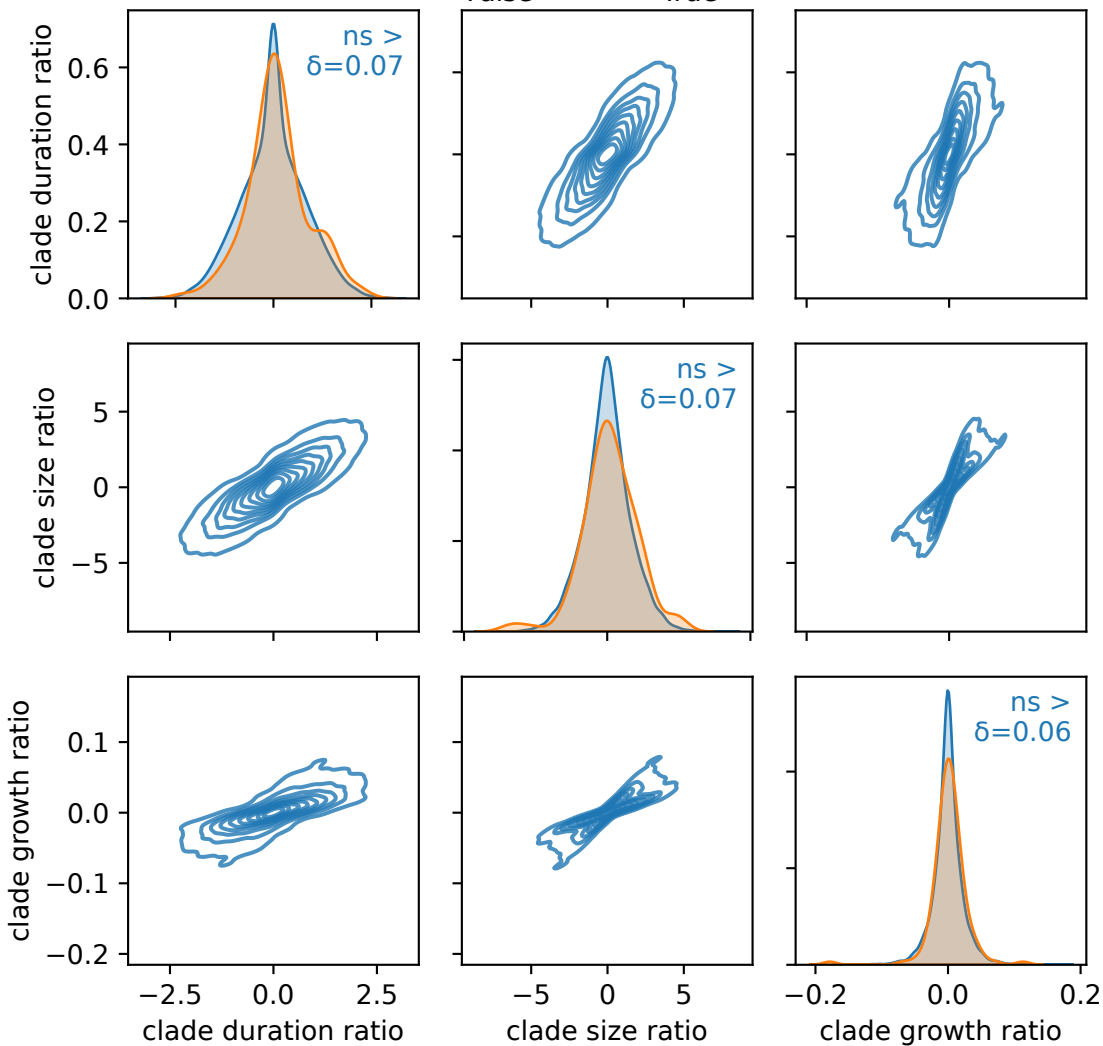 clade duration ratio
0.6
0.4
0.2
0.0
ns >
δ=0.07
clade size ratio
5
0
−5
ns >
δ=0.07
clade growth ratio
0.1
0.0
−0.1
−0.2
ns >
δ=0.06
−2.5 0.0 2.5
−5 0 5
−0.2 0.0 0.2
clade duration ratio
clade size ratio
clade growth ratio